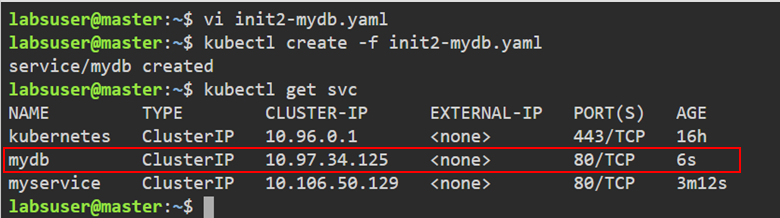 labsuser@master:~$ vi init2-mydb.yaml
labsuser@master:~$ kubectl create -f init2-mydb.yaml
service/mydb created
labsuser@master:~$ kubectl get svc
NAME TYPE CLUSTER-IP EXTERNAL-IP PORT(S) AGE
kubernetes ClusterIP 10.96.0.1 <none> 443/TCP 16h
mydb ClusterIP 10.97.34.125 <none> 80/TCP 6s
myservice ClusterIP 10.106.50.129 <none> 80/TCP 3m12s
labsuser@master:~$